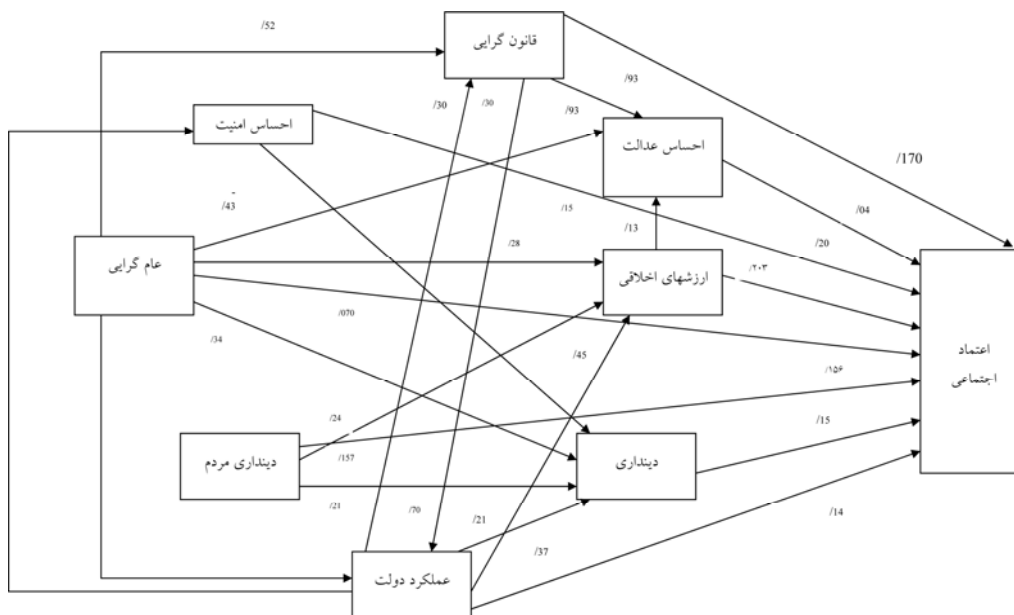 /52
قانون گرایی
/93
/30
/30
/93
احساس امنیت
احساس عدالت
/170
-
/43
/15
/04
/13
/20
/28
عام گرایی
ارزشهای اخلاقی
/۲۰۳
/070
/34
/45
اعتماد
اجتماعی
/۱۵۶
/24
/15
دینداری مردم
/157
دینداری
/21
/70
/21
/14
/37
عملکرد دولت